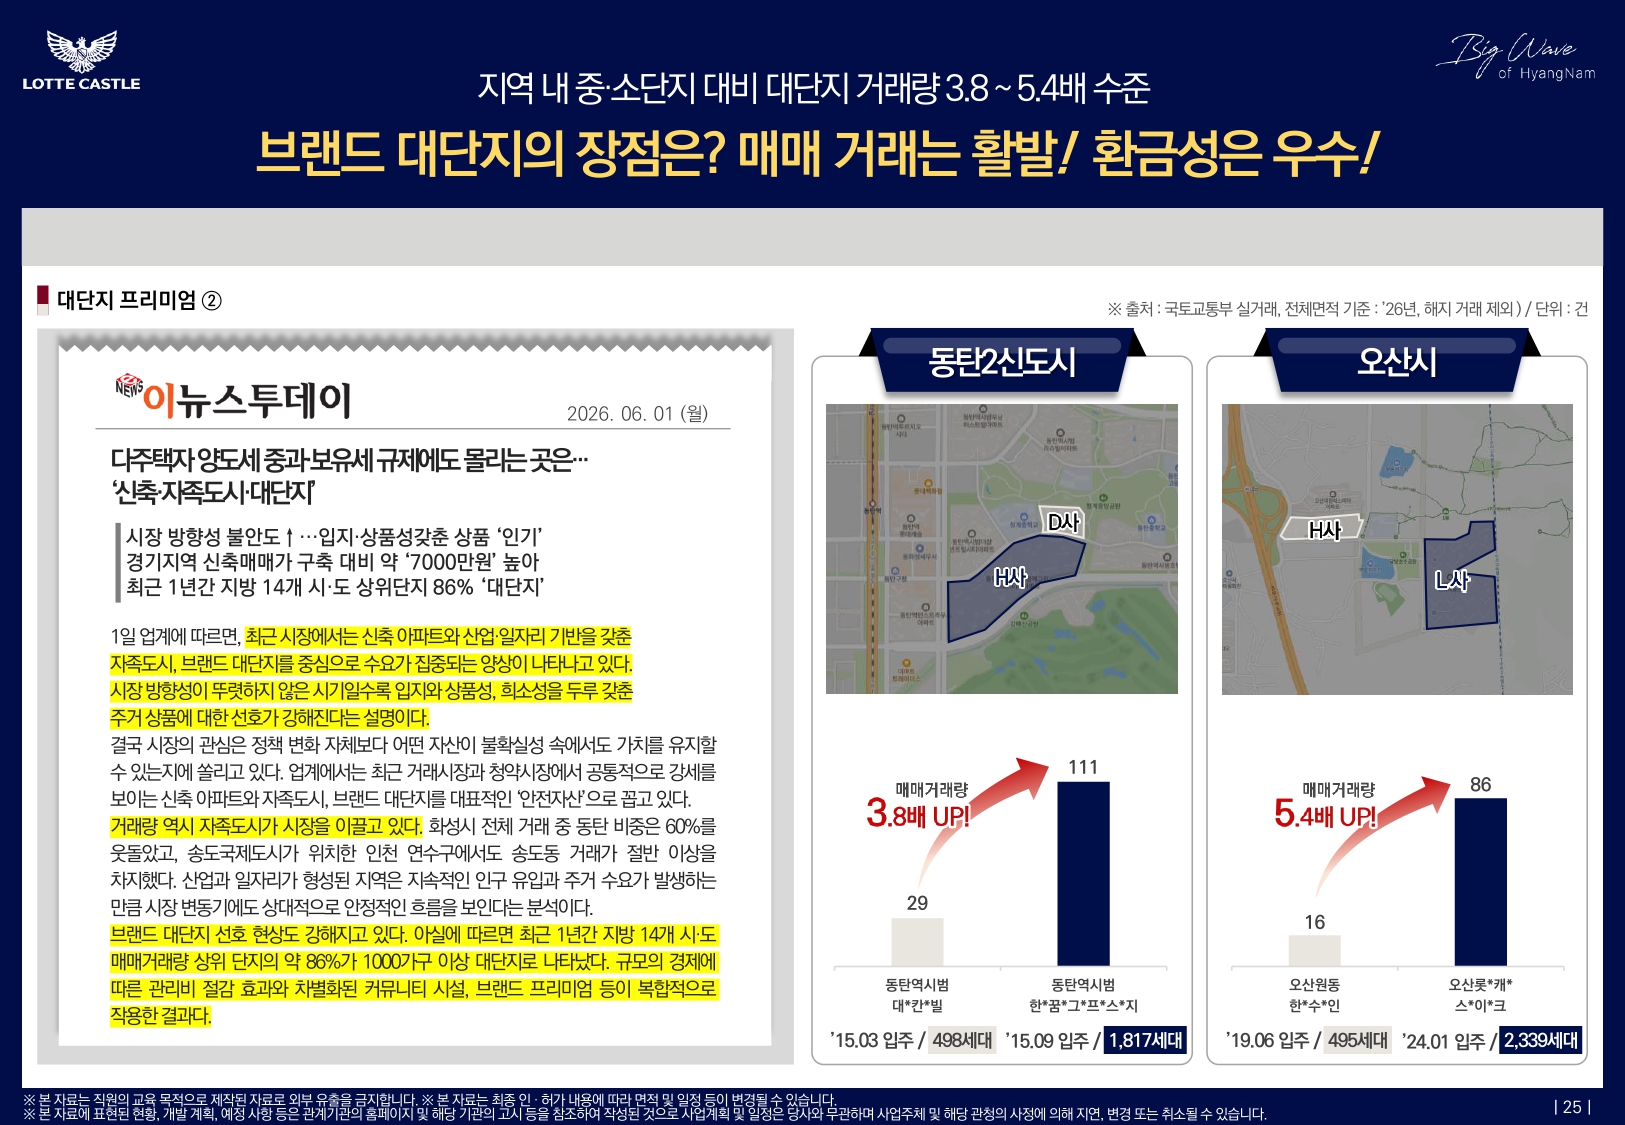 LOTTE CASTLE
Big Wave
of HyangNam
지역 내 중·소단지 대비 대단지 거래량 3.8 ~ 5.4배 수준
브랜드 대단지의 장점은? 매매 거래는 활발! 환금성은 우수!
대단지 프리미엄 ②
※ 출처 : 국토교통부 실거래, 전체면적 기준 : ’26년, 해지 거래 제외 ) / 단위 : 건
NEWS 이뉴스투데이
2026. 06. 01 (월)
다주택자 양도세 중과·보유세 규제에도 몰리는 곳은…
‘신축·자족도시·대단지’
시장 방향성 불안도↑…입지·상품성갖춘 상품 ‘인기’
경기지역 신축매매가 구축 대비 약 ‘7000만원’ 높아
최근 1년간 지방 14개 시·도 상위단지 86% ‘대단지’
1일 업계에 따르면, 최근 시장에서는 신축 아파트와 산업·일자리 기반을 갖춘
자족도시, 브랜드 대단지를 중심으로 수요가 집중되는 양상이 나타나고 있다.
시장 방향성이 뚜렷하지 않은 시기일수록 입지와 상품성, 희소성을 두루 갖춘
주거 상품에 대한 선호가 강해진다는 설명이다.
결국 시장의 관심은 정책 변화 자체보다 어떤 자산이 불확실성 속에서도 가치를 유지할
수 있는지에 쏠리고 있다. 업계에서는 최근 거래시장과 청약시장에서 공통적으로 강세를
보이는 신축 아파트와 자족도시, 브랜드 대단지를 대표적인 ‘안전자산’으로 꼽고 있다.
거래량 역시 자족도시가 시장을 이끌고 있다. 화성시 전체 거래 중 동탄 비중은 60%를
웃돌았고, 송도국제도시가 위치한 인천 연수구에서도 송도동 거래가 절반 이상을
차지했다. 산업과 일자리가 형성된 지역은 지속적인 인구 유입과 주거 수요가 발생하는
만큼 시장 변동기에도 상대적으로 안정적인 흐름을 보인다는 분석이다.
브랜드 대단지 선호 현상도 강해지고 있다. 아실에 따르면 최근 1년간 지방 14개 시·도
매매거래량 상위 단지의 약 86%가 1000가구 이상 대단지로 나타났다. 규모의 경제에
따른 관리비 절감 효과와 차별화된 커뮤니티 시설, 브랜드 프리미엄 등이 복합적으로
작용한 결과다.
동탄2신도시
D사
H사
매매거래량
3.8배 UP!
111
29
동탄역시범
대*칸*빌
동탄역시범
한*꿈*그*프*스*지
’15.03 입주 / 498세대
’15.09 입주 / 1,817세대
오산시
H사
L사
매매거래량
5.4배 UP!
86
16
오산원동
한*수*인
오산롯*캐*
스*이*크
’19.06 입주 / 495세대
’24.01 입주 / 2,339세대
※ 본 자료는 직원의 교육 목적으로 제작된 자료로 외부 유출을 금지합니다. ※ 본 자료는 최종 인 · 허가 내용에 따라 면적 및 일정 등이 변경될 수 있습니다.
※ 본 자료에 표현된 현황, 개발 계획, 예정 사항 등은 관계기관의 홈페이지 및 해당 기관의 고시 등을 참조하여 작성된 것으로 사업계획 및 일정은 당사와 무관하며 사업주체 및 해당 관청의 사정에 의해 지연, 변경 또는 취소될 수 있습니다.
| 25 |